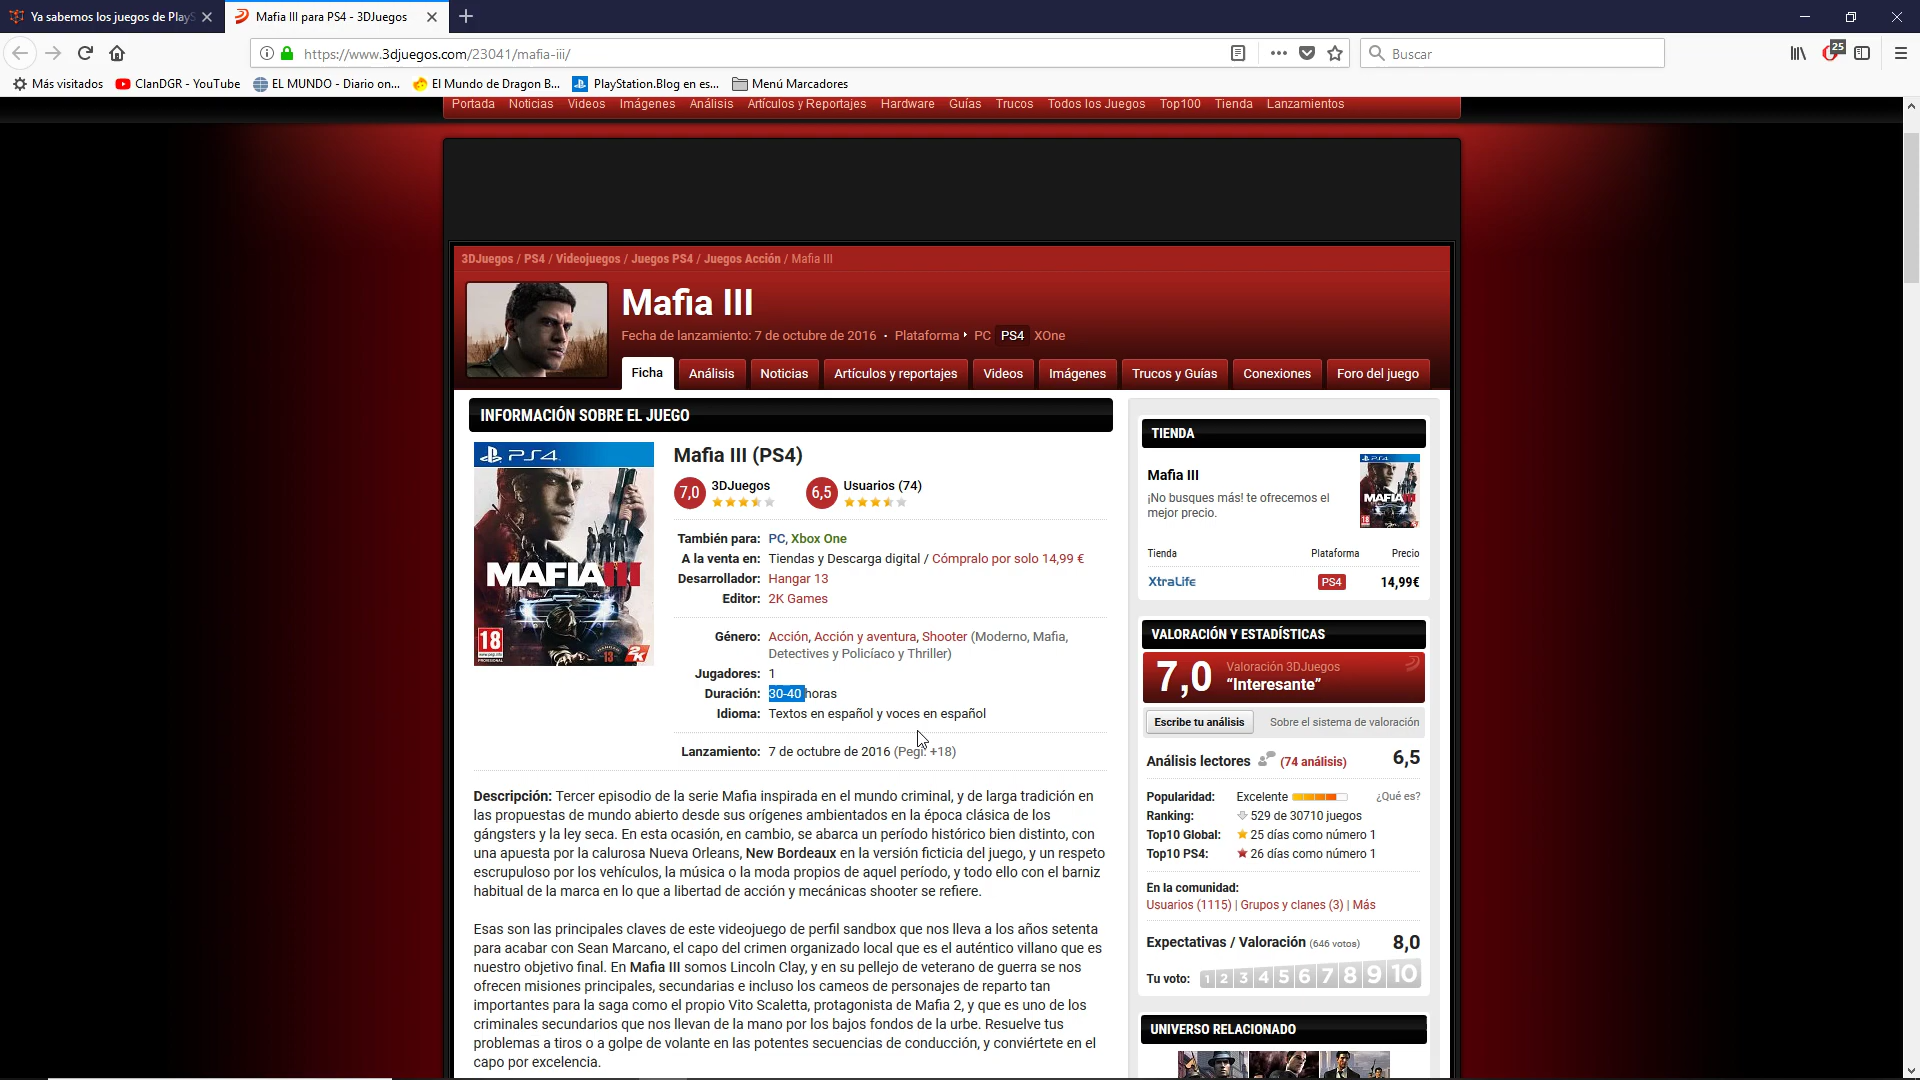 Ya sabemos los juegos de PlayS
Mafia III para PS4 - 3DJuegos
https://www.3djuegos.com/23041/mafia-iii/
Buscar
25
Más visitados
ClanDGR - YouTube
EL MUNDO - Diario on...
El Mundo de Dragon B...
PlayStation.Blog en es...
Menú Marcadores
Portada Noticias Videos Imágenes Análisis Artículos y Reportajes Hardware Guías Trucos Todos los Juegos Top100 Tienda Lanzamientos
3DJuegos / PS4 / Videojuegos / Juegos PS4 / Juegos Acción / Mafia III
Mafia III
Fecha de lanzamiento: 7 de octubre de 2016 · Plataforma PC PS4 XOne
Ficha Análisis Noticias Artículos y reportajes Videos Imágenes Trucos y Guías Conexiones Foro del juego
INFORMACIÓN SOBRE EL JUEGO
PS4
MAFIA III
18
HANGAR 13
2K
Mafia III (PS4)
7,0 3DJuegos
6,5 Usuarios (74)
También para: PC, Xbox One
A la venta en: Tiendas y Descarga digital / Cómpralo por solo 14,99 €
Desarrollador: Hangar 13
Editor: 2K Games
Género: Acción, Acción y aventura, Shooter (Moderno, Mafia,
Detectives y Policíaco y Thriller)
Jugadores: 1
Duración: 30-40 horas
Idioma: Textos en español y voces en español
Lanzamiento: 7 de octubre de 2016 (Pegi: +18)
Descripción: Tercer episodio de la serie Mafia inspirada en el mundo criminal, y de larga tradición en
las propuestas de mundo abierto desde sus orígenes ambientados en la época clásica de los
gángsters y la ley seca. En esta ocasión, en cambio, se abarca un período histórico bien distinto, con
una apuesta por la calurosa Nueva Orleans, New Bordeaux en la versión ficticia del juego, y un respeto
escrupuloso por los vehículos, la música o la moda propios de aquel período, y todo ello con el barniz
habitual de la marca en lo que a libertad de acción y mecánicas shooter se refiere.
Esas son las principales claves de este videojuego de perfil sandbox que nos lleva a los años setenta
para acabar con Sean Marcano, el capo del crimen organizado local que es el auténtico villano que es
nuestro objetivo final. En Mafia III somos Lincoln Clay, y en su pellejo de veterano de guerra se nos
ofrecen misiones principales, secundarias e incluso los cameos de personajes de reparto tan
importantes para la saga como el propio Vito Scaletta, protagonista de Mafia 2, y que es uno de los
criminales secundarios que nos llevan de la mano por los bajos fondos de la urbe. Resuelve tus
problemas a tiros o a golpe de volante en las potentes secuencias de conducción, y conviértete en el
capo por excelencia.
TIENDA
Mafia III
¡No busques más! te ofrecemos el
mejor precio.
PS4
MAFIA III
18
Tienda Plataforma Precio
XtraLife PS4 14,99€
VALORACIÓN Y ESTADÍSTICAS
7,0 Valoración 3DJuegos
“Interesante”
Escribe tu análisis Sobre el sistema de valoración
Análisis lectores (74 análisis) 6,5
Popularidad: Excelente ¿Qué es?
Ranking: 529 de 30710 juegos
Top10 Global: 25 días como número 1
Top10 PS4: 26 días como número 1
En la comunidad:
Usuarios (1115) | Grupos y clanes (3) | Más
Expectativas / Valoración (646 votos) 8,0
Tu voto: 1 2 3 4 5 6 7 8 9 10
UNIVERSO RELACIONADO